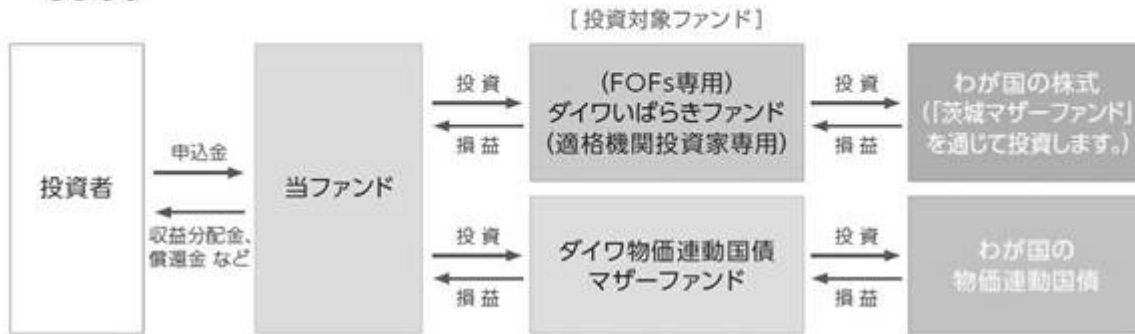 [投資対象ファンド]
投資者
申込金
収益分配金、
償還金 など
当ファンド
投資
損益
(FOFs専用)
ダイワいばらきファンド
(適格機関投資家専用)
投資
損益
わが国の株式
(「茨城マザーファンド」
を通じて投資します。)
投資
損益
ダイワ物価連動国債
マザーファンド
投資
損益
わが国の
物価連動国債